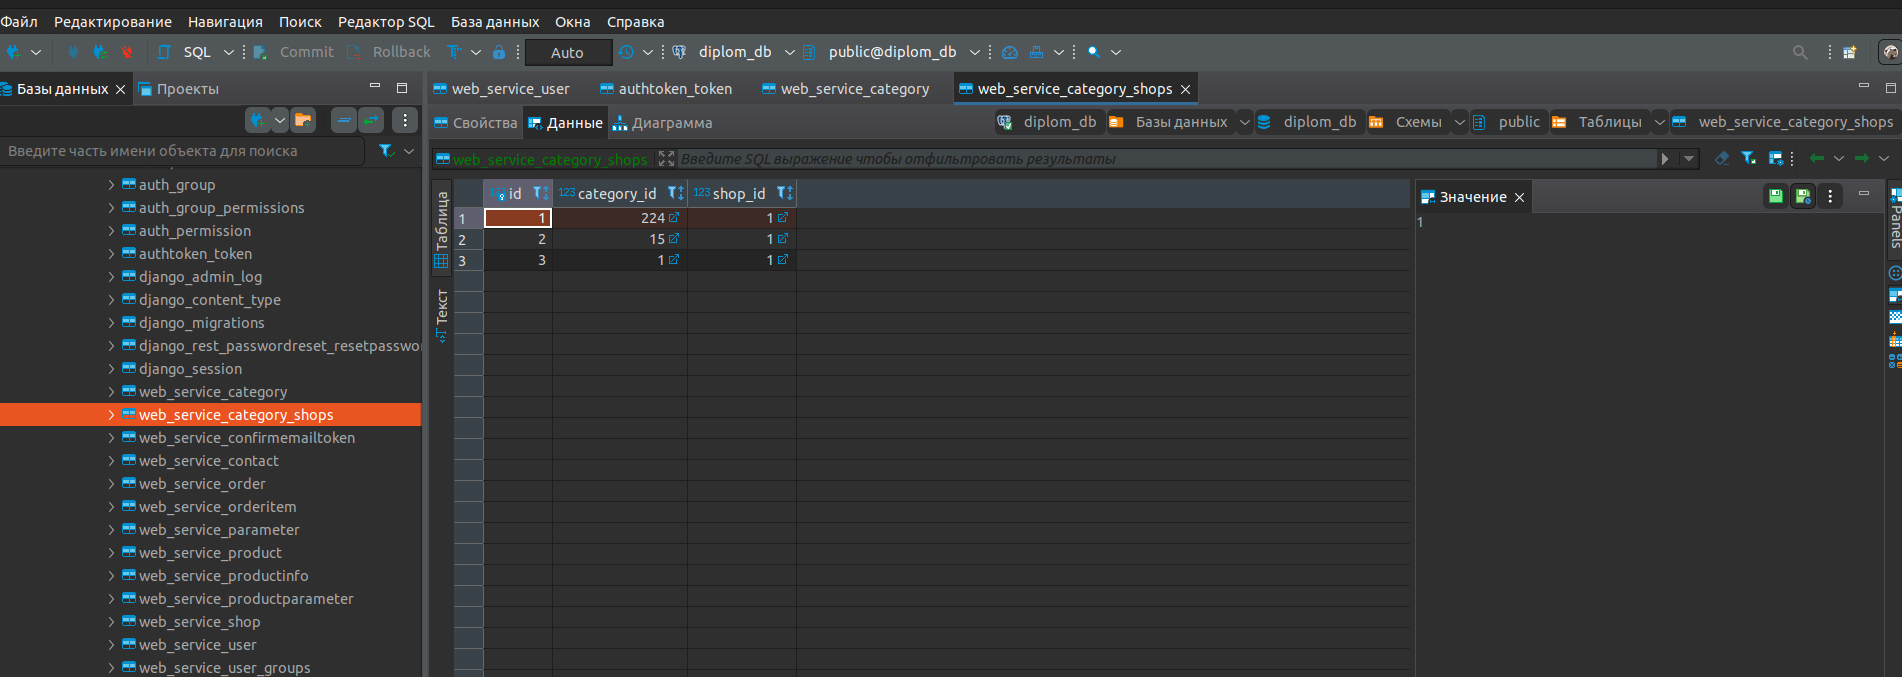 Файл Редактирование Навигация Поиск Редактор SQL База данных Окна Справка
SQL Commit Rollback Auto diplom_db public@diplom_db
Базы данных Проекты
web_service_user authtoken_token web_service_category web_service_category_shops
Свойства Данные Диаграмма diplom_db Базы данных diplom_db Схемы public Таблицы web_service_category_shops
Введите часть имени объекта для поиска
web_service_category_shops Введите SQL выражение чтобы отфильтровать результаты
auth_group
auth_group_permissions
auth_permission
authtoken_token
django_admin_log
django_content_type
django_migrations
django_rest_passwordreset_resetpasswor
django_session
web_service_category
web_service_category_shops
web_service_confirmemailtoken
web_service_contact
web_service_order
web_service_orderitem
web_service_parameter
web_service_product
web_service_productinfo
web_service_productparameter
web_service_shop
web_service_user
web_service_user_groups
Таблица
Текст
id 123 category_id 123 shop_id
1 1 224 1
2 2 15 1
3 3 1 1
Значение
1
Panels